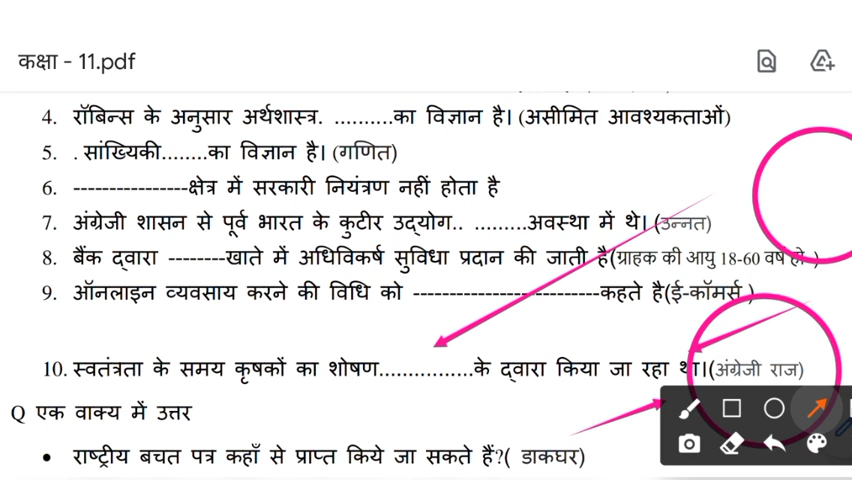 कक्षा - 11.pdf
4. रॉबिन्स के अनुसार अर्थशास्त्र. ..........का विज्ञान है। (असीमित आवश्यकताओं)
5. . सांख्यिकी........का विज्ञान है। (गणित)
6. ----------------क्षेत्र में सरकारी नियंत्रण नहीं होता है
7. अंग्रेजी शासन से पूर्व भारत के कुटीर उद्योग.. .........अवस्था में थे। (उन्नत)
8. बैंक द्वारा --------खाते में अधिविकर्ष सुविधा प्रदान की जाती है(ग्राहक की आयु 18-60 वर्ष हो )
9. ऑनलाइन व्यवसाय करने की विधि को --------------------------कहते है(ई-कॉमर्स )
10. स्वतंत्रता के समय कृषकों का शोषण................के द्वारा किया जा रहा था।(अंग्रेजी राज)
Q एक वाक्य में उत्तर
• राष्ट्रीय बचत पत्र कहाँ से प्राप्त किये जा सकते हैं?( डाकघर)